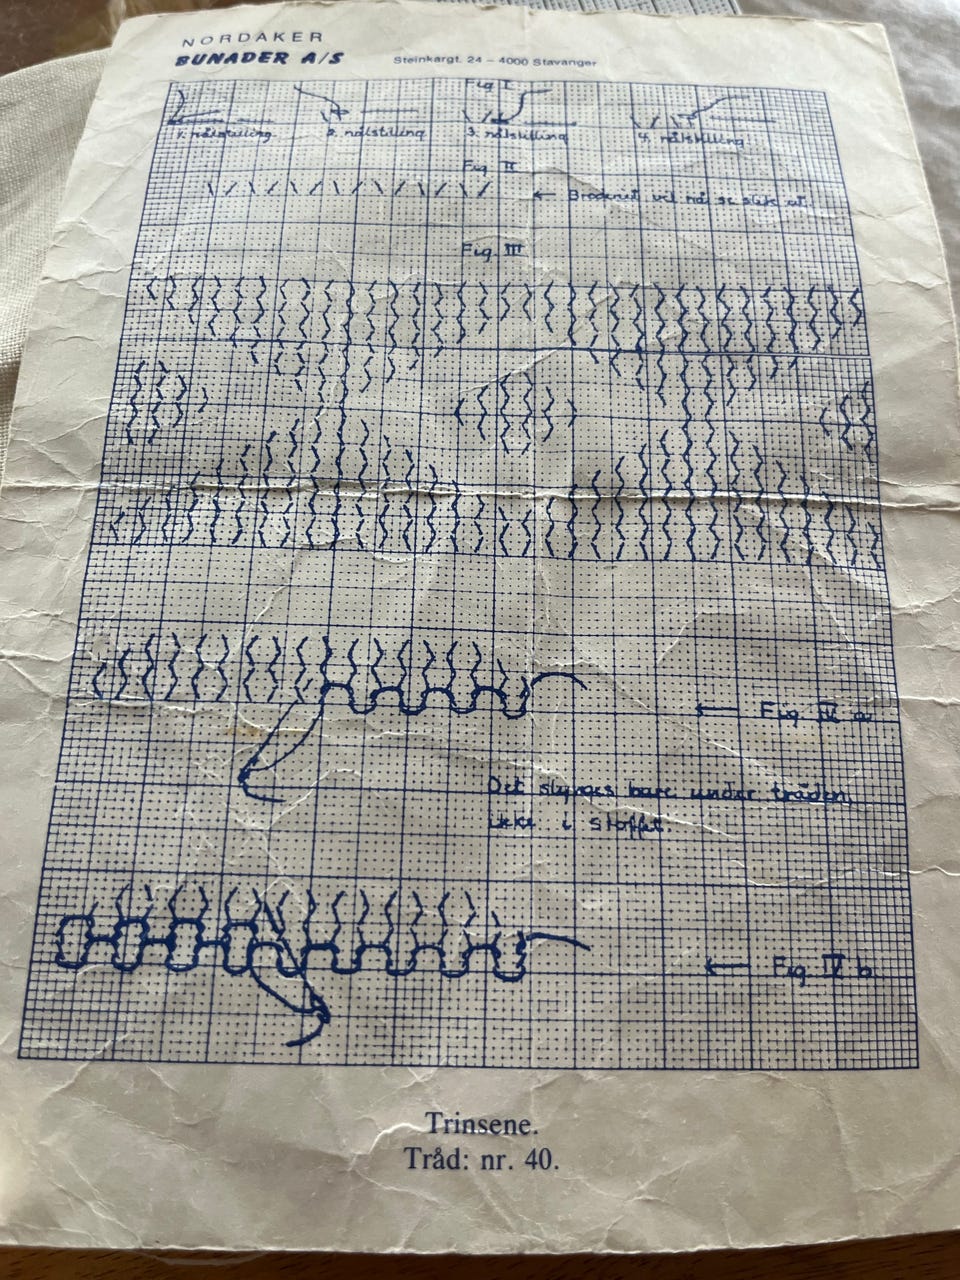 NORDAKER
BUNADER A/S
Steinkargt. 24 – 4000 Stavanger
Fig I
1. nålstilling
2. nålstilling
3. nålstilling
4. nålstilling
Fig II
← Broderiet vil nå se slik ut.
Fig. III
← Fig IV a
Det slynges bare under tråden,
ikke i stoffet.
← Fig. IV b
Trinsene.
Tråd: nr. 40.